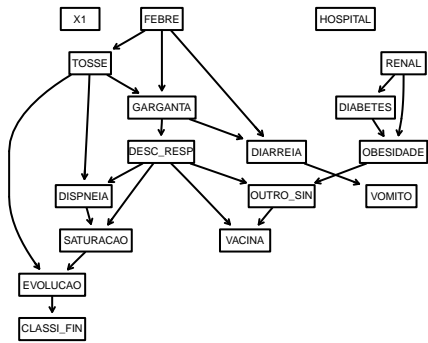 X1
FEBRE
HOSPITAL
TOSSE
RENAL
GARGANTA
DIABETES
DESC_RESP
DIARREIA
OBESIDADE
DISPNEIA
OUTRO_SIN
VOMITO
SATURACAO
VACINA
EVOLUCAO
CLASSI_FIN